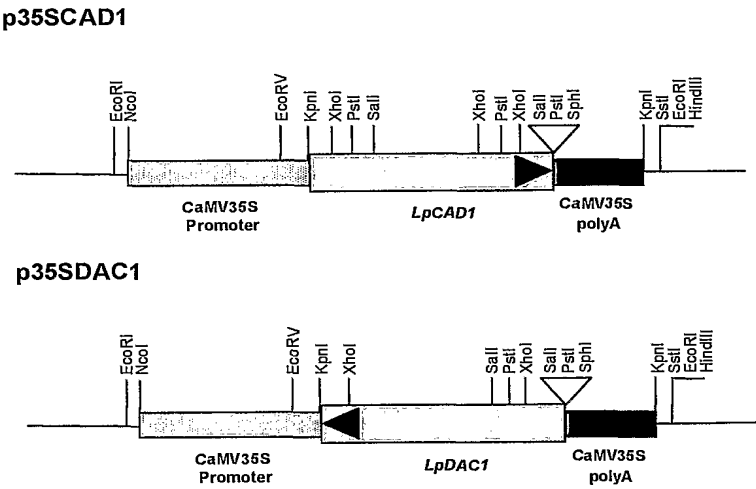 p35SCAD1
EcoRI NcoI EcoRV KpnI XhoI PstI SalI XhoI PstI XhoI SalI PstI SphI KpnI SstI EcoRI HindIII
CaMV35S Promoter
LpCAD1
CaMV35S polyA
p35SDAC1
EcoRI NcoI EcoRV KpnI XhoI SalI PstI XhoI SalI PstI SphI KpnI SstI EcoRI HindIII
CaMV35S Promoter
LpDAC1
CaMV35S polyA